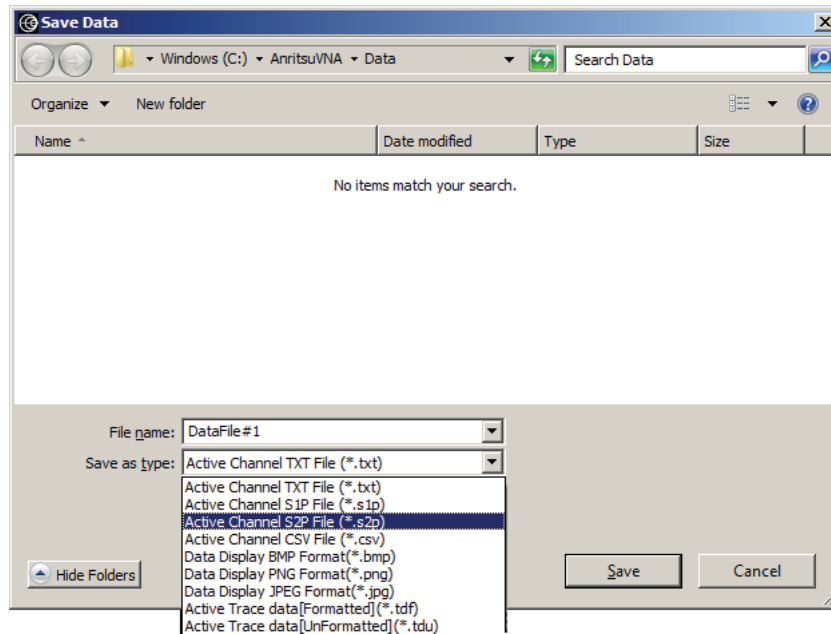 Save Data
Windows (C:) AnritsuVNA Data Search Data
Organize New folder
Name Date modified Type Size
No items match your search.
File name: DataFile#1
Save as type: Active Channel TXT File (*.txt)
Active Channel TXT File (*.txt)
Active Channel S1P File (*.s1p)
Active Channel S2P File (*.s2p)
Active Channel CSV File (*.csv)
Data Display BMP Format(*.bmp)
Data Display PNG Format(*.png)
Data Display JPEG Format(*.jpg)
Active Trace data[Formatted](*.tdf)
Active Trace data[UnFormatted](*.tdu)
Hide Folders Save Cancel